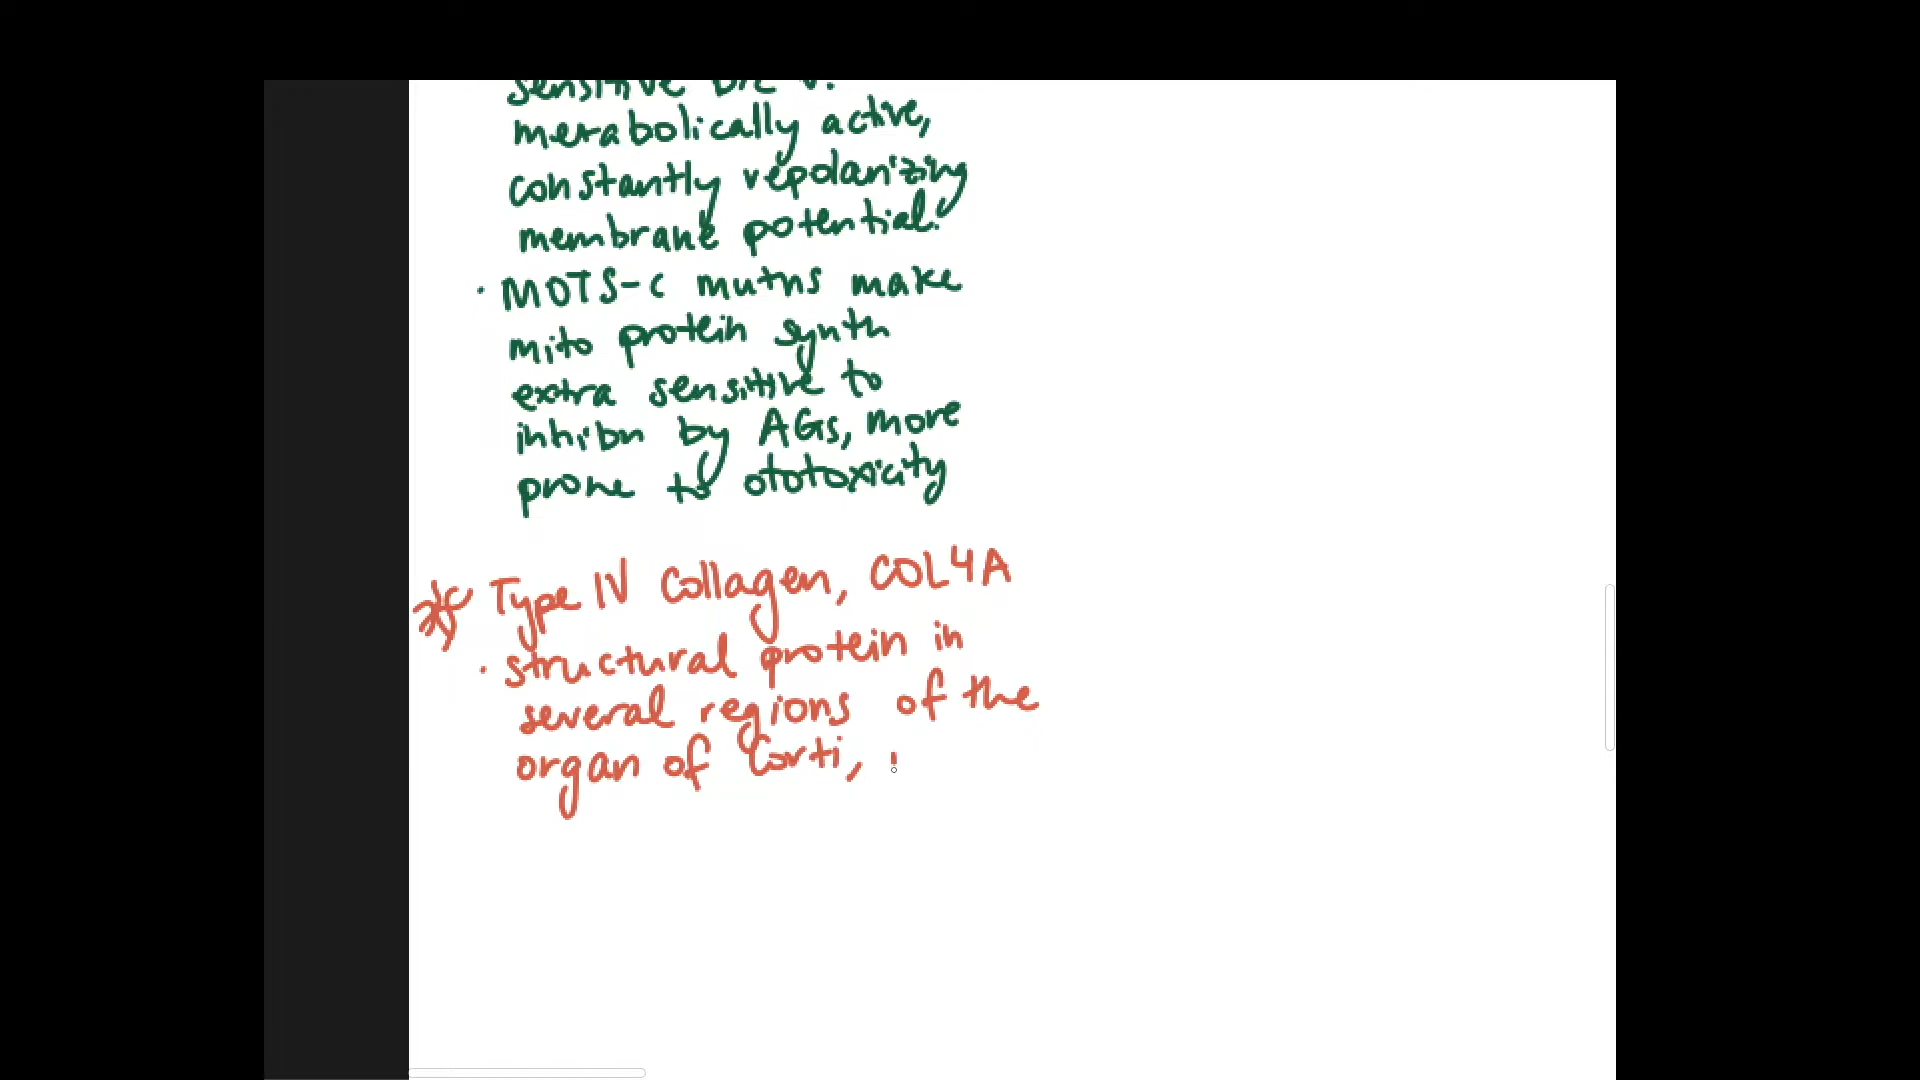 sensitive b/c v.
metabolically active,
constantly repolarizing
membrane potential.
· MOTS-c mutns make
mito protein synth
extra sensitive to
inhibn by AGs, more
prone to ototoxicity
* Type IV Collagen, COL4A
· structural protein in
several regions of the
organ of Corti,